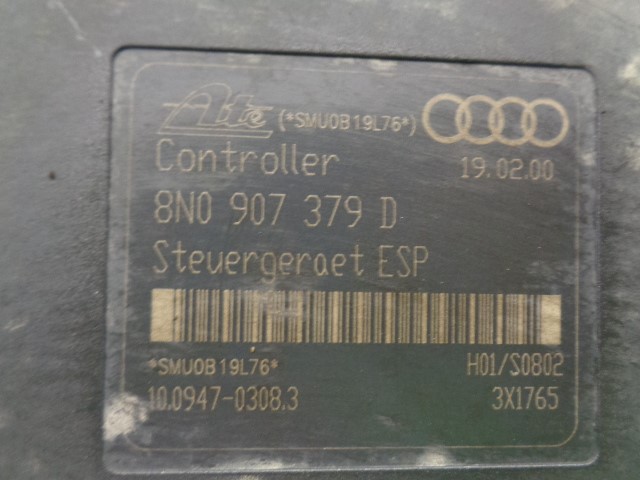 Ate (*SMU0B19L76*)
Controller 19.02.00
8N0 907 379 D
Steuergeraet ESP
*SMU0B19L76* H01/S0802
10.0947-0308.3 3X1765